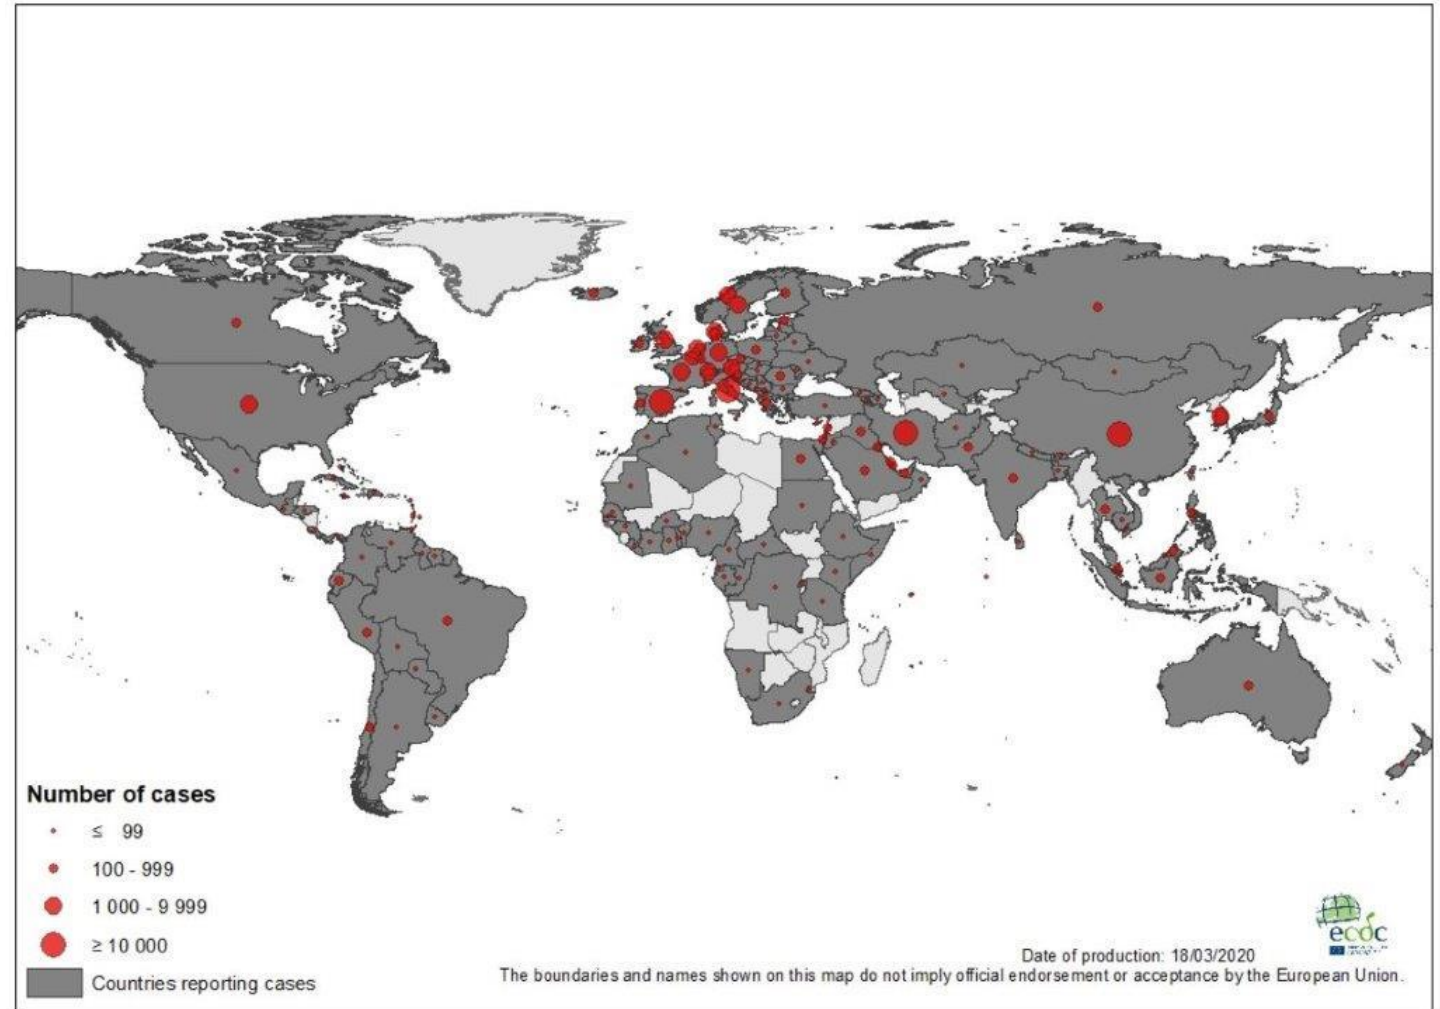 Number of cases
≤ 99
100 - 999
1 000 - 9 999
≥ 10 000
Countries reporting cases
ecdc
Date of production: 18/03/2020
The boundaries and names shown on this map do not imply official endorsement or acceptance by the European Union.